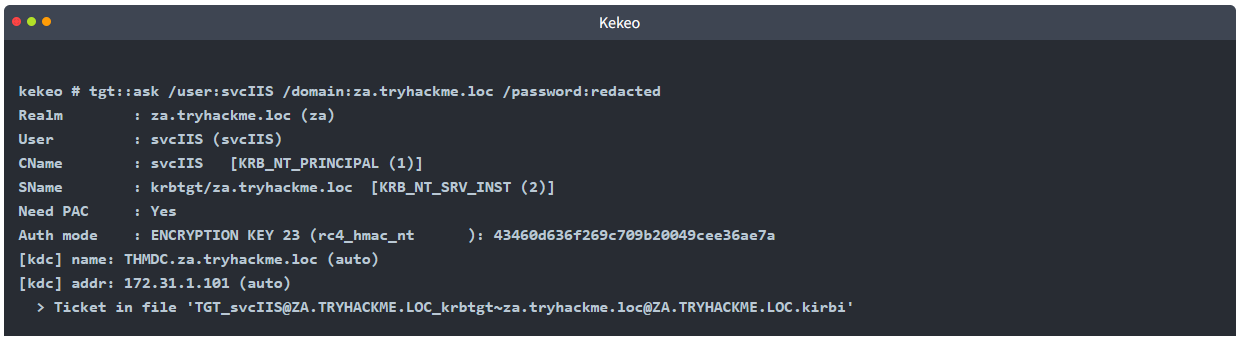 Kekeo
kekeo # tgt::ask /user:svcIIS /domain:za.tryhackme.loc /password:redacted
Realm        : za.tryhackme.loc (za)
User         : svcIIS (svcIIS)
CName        : svcIIS   [KRB_NT_PRINCIPAL (1)]
SName        : krbtgt/za.tryhackme.loc  [KRB_NT_SRV_INST (2)]
Need PAC     : Yes
Auth mode    : ENCRYPTION KEY 23 (rc4_hmac_nt      ): 43460d636f269c709b20049cee36ae7a
[kdc] name: THMDC.za.tryhackme.loc (auto)
[kdc] addr: 172.31.1.101 (auto)
  > Ticket in file 'TGT_svcIIS@ZA.TRYHACKME.LOC_krbtgt~za.tryhackme.loc@ZA.TRYHACKME.LOC.kirbi'